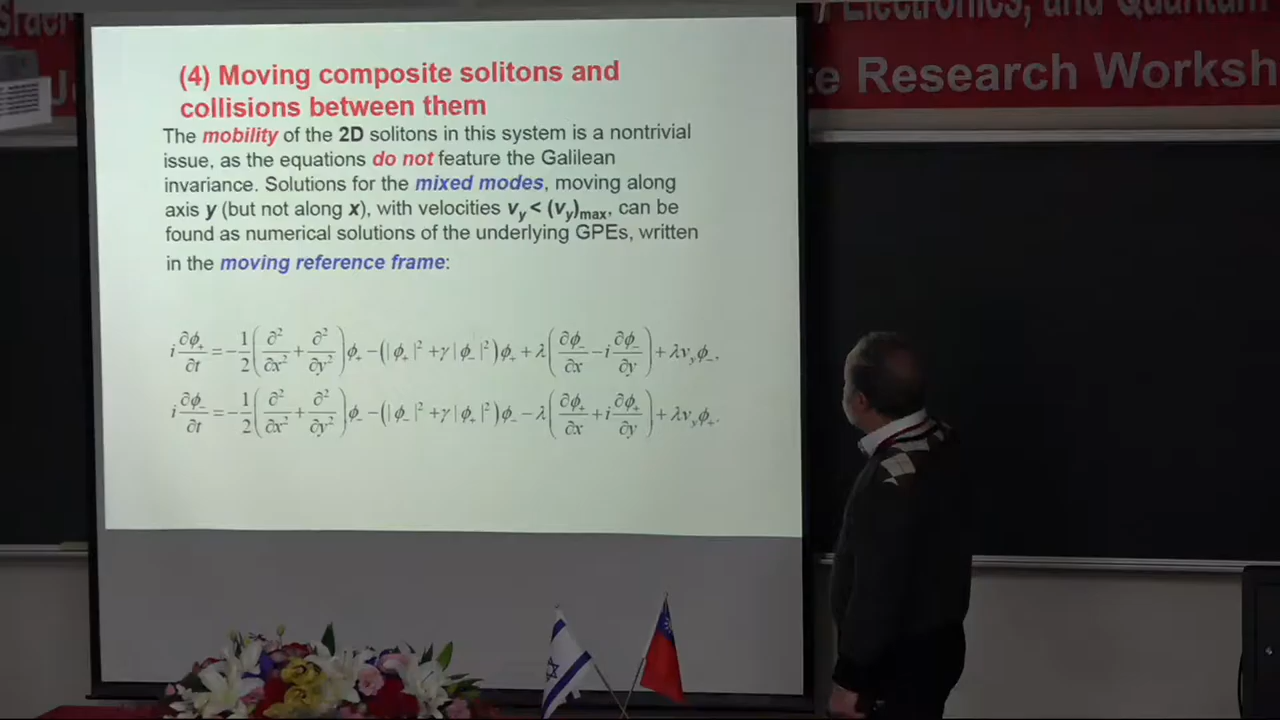 Electronics, and Quantum
te Research Worksh
(4) Moving composite solitons and
collisions between them
The mobility of the 2D solitons in this system is a nontrivial
issue, as the equations do not feature the Galilean
invariance. Solutions for the mixed modes, moving along
axis y (but not along x), with velocities v_y < (v_y)_max, can be
found as numerical solutions of the underlying GPEs, written
in the moving reference frame:
i ∂ϕ₊/∂t = −1/2 (∂²/∂x² + ∂²/∂y²) ϕ₊ − (|ϕ₊|² + γ|ϕ₋|²)ϕ₊ + λ(∂ϕ₋/∂x − i ∂ϕ₋/∂y) + λv_yϕ₋,
i ∂ϕ₋/∂t = −1/2 (∂²/∂x² + ∂²/∂y²) ϕ₋ − (|ϕ₋|² + γ|ϕ₊|²)ϕ₋ − λ(∂ϕ₊/∂x + i ∂ϕ₊/∂y) + λv_yϕ₊.